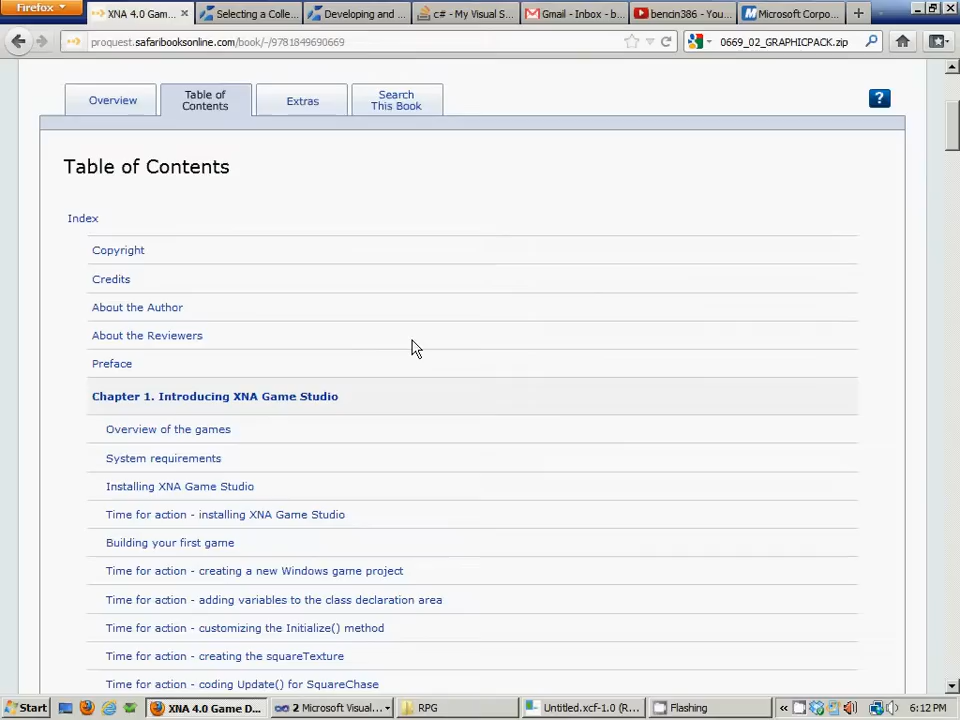 Firefox
XNA 4.0 Gam...
Selecting a Colle...
Developing and ...
c# - My Visual S...
Gmail - Inbox - b...
bencin386 - You...
Microsoft Corpo...
proquest.safaribooksonline.com/book/-/9781849690669
0669_02_GRAPHICPACK.zip
Overview
Table of
Contents
Extras
Search
This Book
?
Table of Contents
Index
Copyright
Credits
About the Author
About the Reviewers
Preface
Chapter 1. Introducing XNA Game Studio
Overview of the games
System requirements
Installing XNA Game Studio
Time for action - installing XNA Game Studio
Building your first game
Time for action - creating a new Windows game project
Time for action - adding variables to the class declaration area
Time for action - customizing the Initialize() method
Time for action - creating the squareTexture
Time for action - coding Update() for SquareChase
Start
XNA 4.0 Game D...
2 Microsoft Visual...
RPG
Untitled.xcf-1.0 (R...
Flashing
6:12 PM